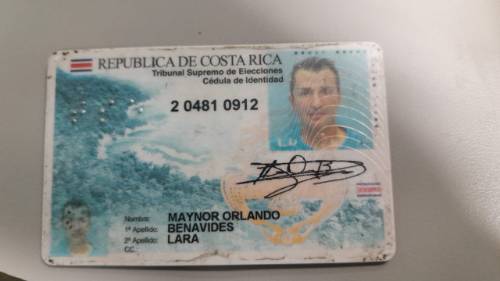 REPUBLICA DE COSTA RICA
Tribunal Supremo de Elecciones
Cédula de Identidad
2 0481 0912
Nombre: MAYNOR ORLANDO
1º Apellido: BENAVIDES
2º Apellido: LARA
CC: